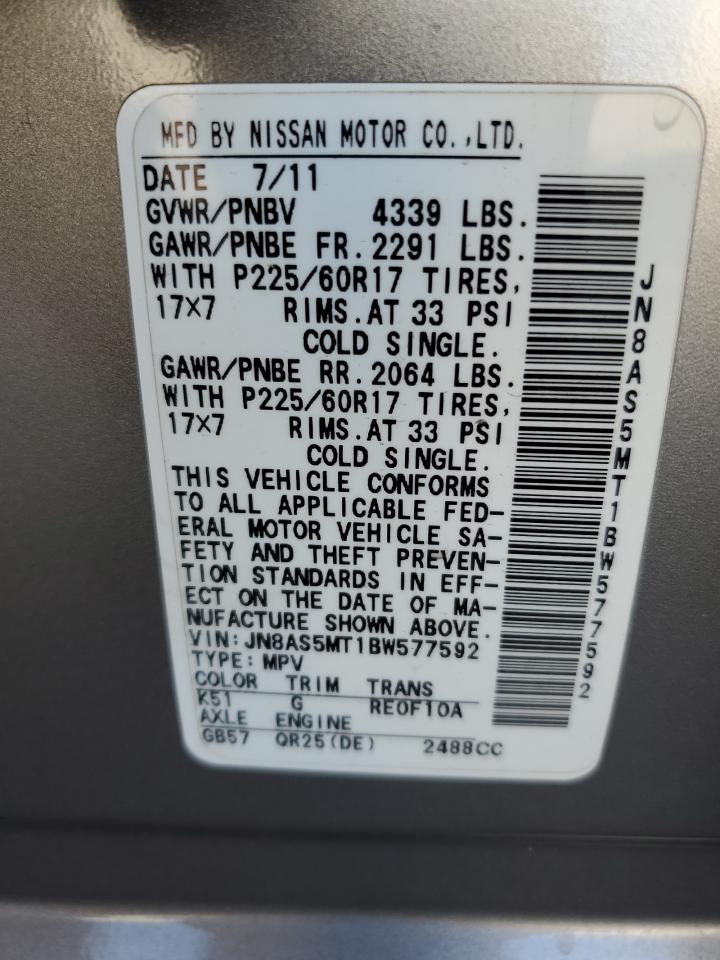 MFD BY NISSAN MOTOR CO.,LTD.
DATE 7/11
GVWR/PNBV 4339 LBS.
GAWR/PNBE FR.2291 LBS.
WITH P225/60R17 TIRES,
17×7 RIMS.AT 33 PSI
COLD SINGLE.
GAWR/PNBE RR.2064 LBS.
WITH P225/60R17 TIRES,
17×7 RIMS.AT 33 PSI
COLD SINGLE.
THIS VEHICLE CONFORMS
TO ALL APPLICABLE FED-
ERAL MOTOR VEHICLE SA-
FETY AND THEFT PREVEN-
TION STANDARDS IN EFF-
ECT ON THE DATE OF MA-
NUFACTURE SHOWN ABOVE.
VIN:JN8AS5MT1BW577592
TYPE:MPV
COLOR TRIM TRANS
K51 G RE0F10A
AXLE ENGINE
GB57 QR25(DE) 2488CC
JN8AS5MT1BW577592